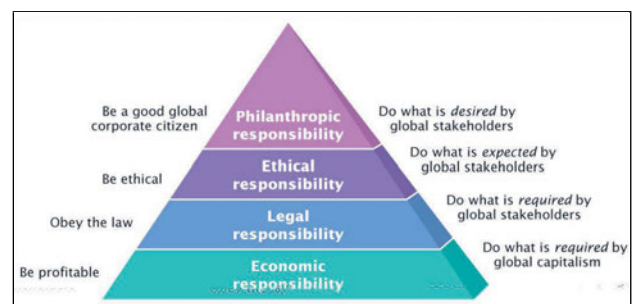 Be a good global
corporate citizen
Philanthropic
responsibility
Do what is desired by
global stakeholders
Be ethical
Ethical
responsibility
Do what is expected by
global stakeholders
Obey the law
Legal
responsibility
Do what is required by
global stakeholders
Be profitable
Economic
responsibility
Do what is required by
global capitalism